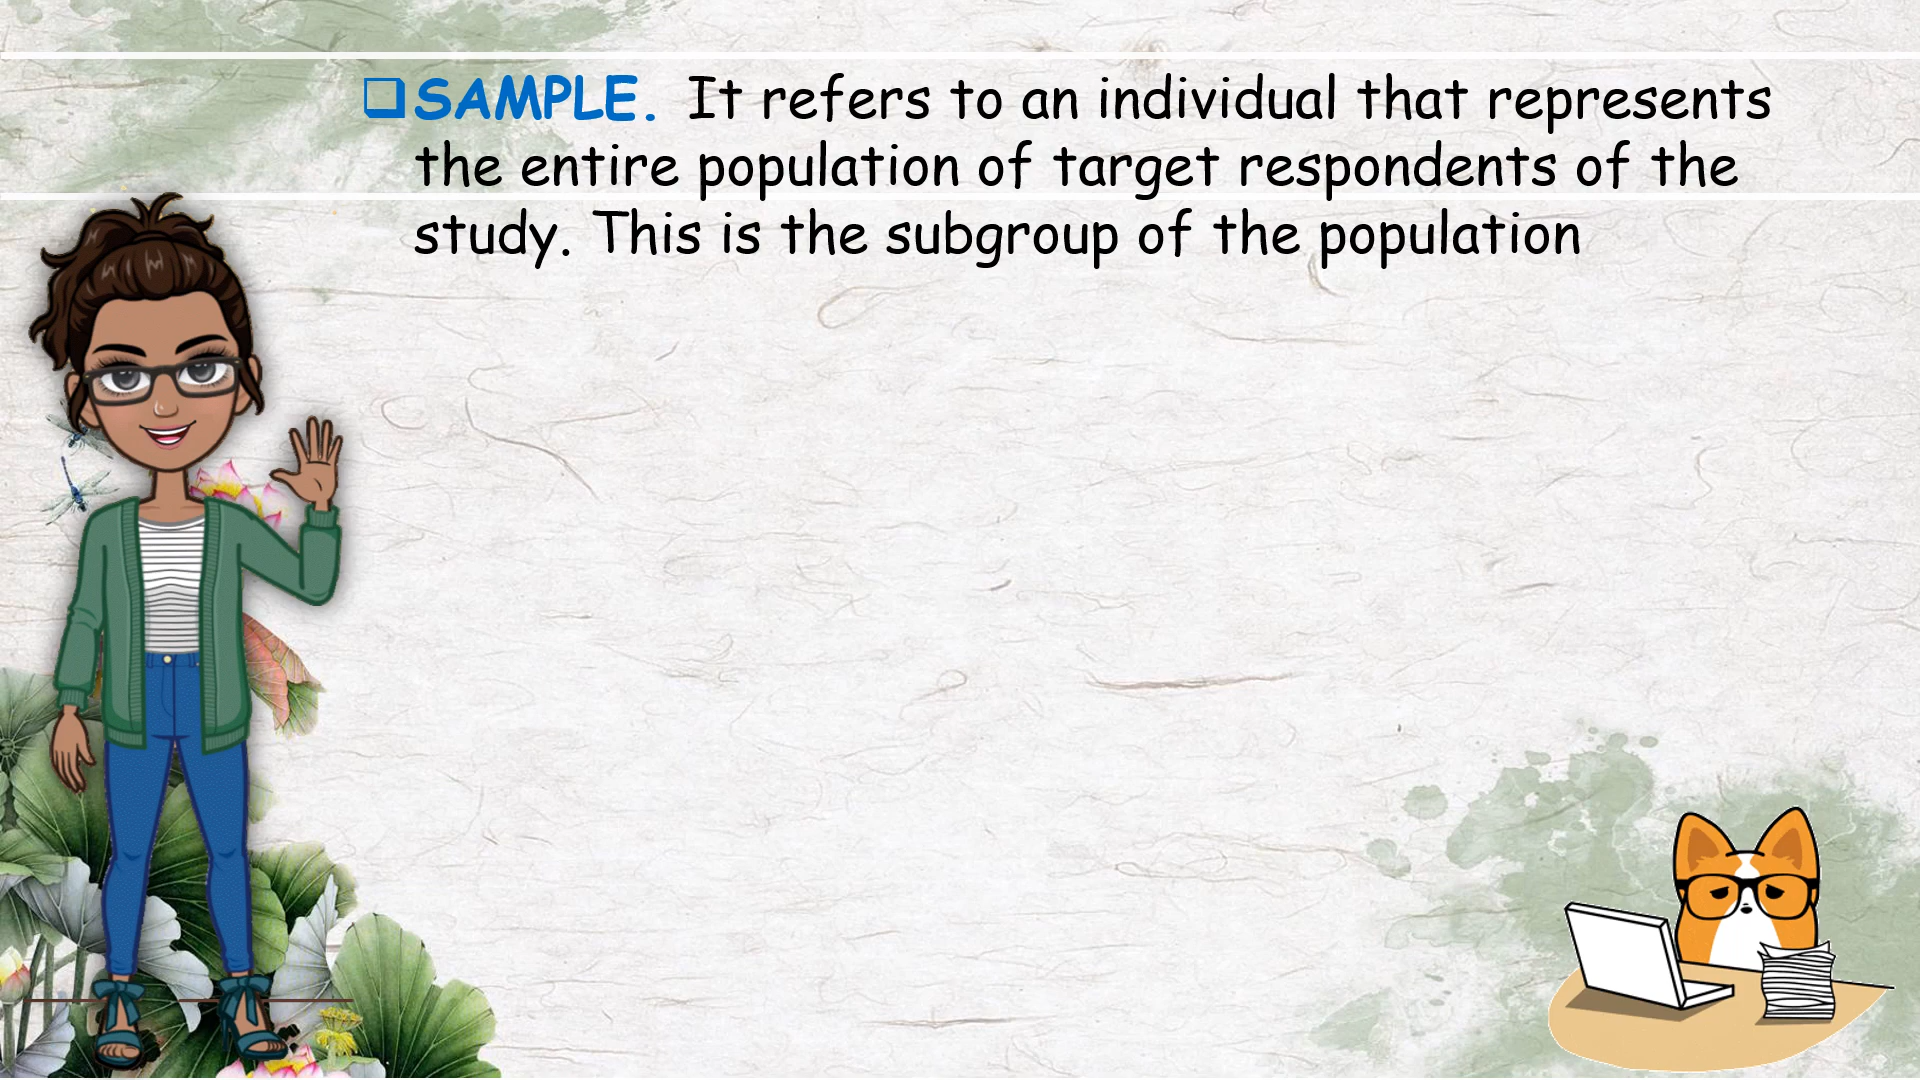 ❑SAMPLE. It refers to an individual that represents
the entire population of target respondents of the
study. This is the subgroup of the population